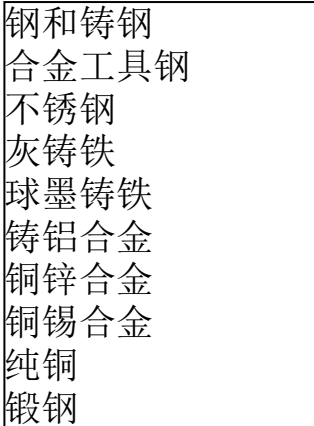 钢和铸钢
合金工具钢
不锈钢
灰铸铁
球墨铸铁
铸铝合金
铜锌合金
铜锡合金
纯铜
锻钢